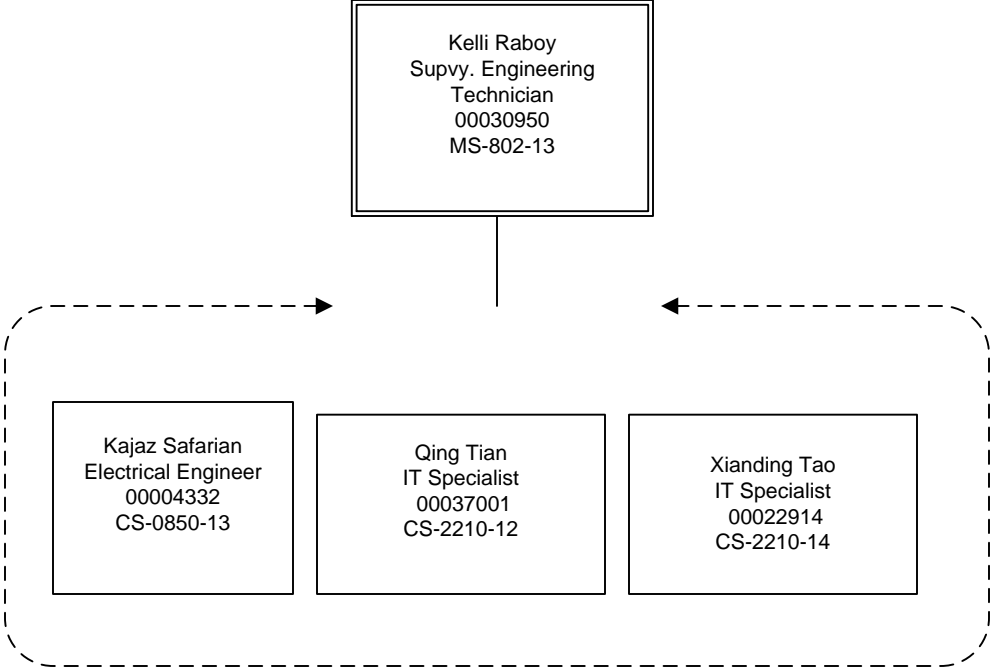 Kelli Raboy
Supvy. Engineering
Technician
00030950
MS-802-13
Kajaz Safarian
Electrical Engineer
00004332
CS-0850-13
Qing Tian
IT Specialist
00037001
CS-2210-12
Xianding Tao
IT Specialist
00022914
CS-2210-14